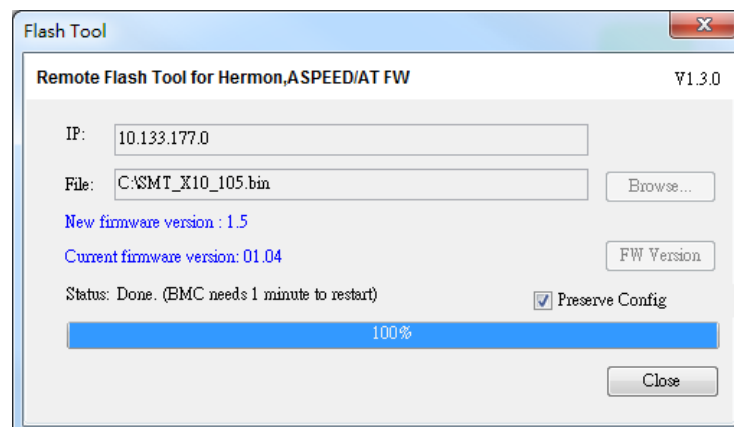 Flash Tool
Remote Flash Tool for Hermon,ASPEED/AT FW V1.3.0
IP: 10.133.177.0
File: C:\SMT_X10_105.bin Browse...
New firmware version : 1.5
Current firmware version: 01.04 FW Version
Status: Done. (BMC needs 1 minute to restart) Preserve Config
100%
Close